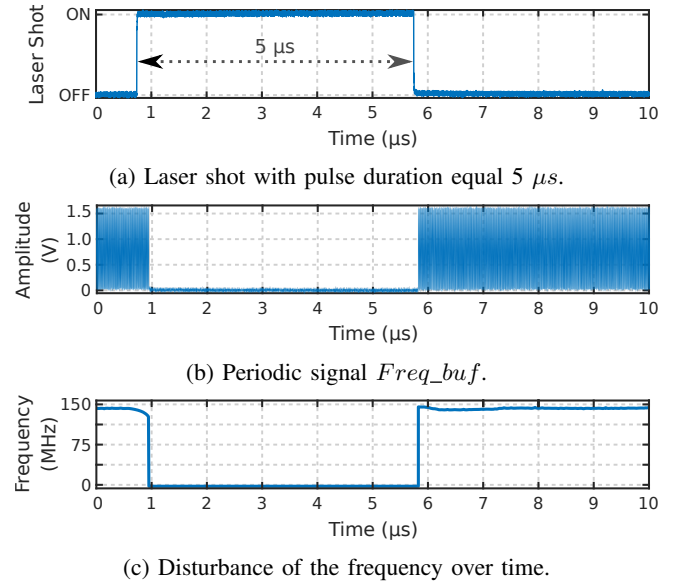 Laser Shot
ON
OFF
5 μs
0 1 2 3 4 5 6 7 8 9 10
Time (μs)
(a) Laser shot with pulse duration equal 5 μs.
Amplitude
(V)
1.5
1.0
0.5
0
0 1 2 3 4 5 6 7 8 9 10
Time (μs)
(b) Periodic signal Freq_buf.
Frequency
(MHz)
150
75
0
0 1 2 3 4 5 6 7 8 9 10
Time (μs)
(c) Disturbance of the frequency over time.